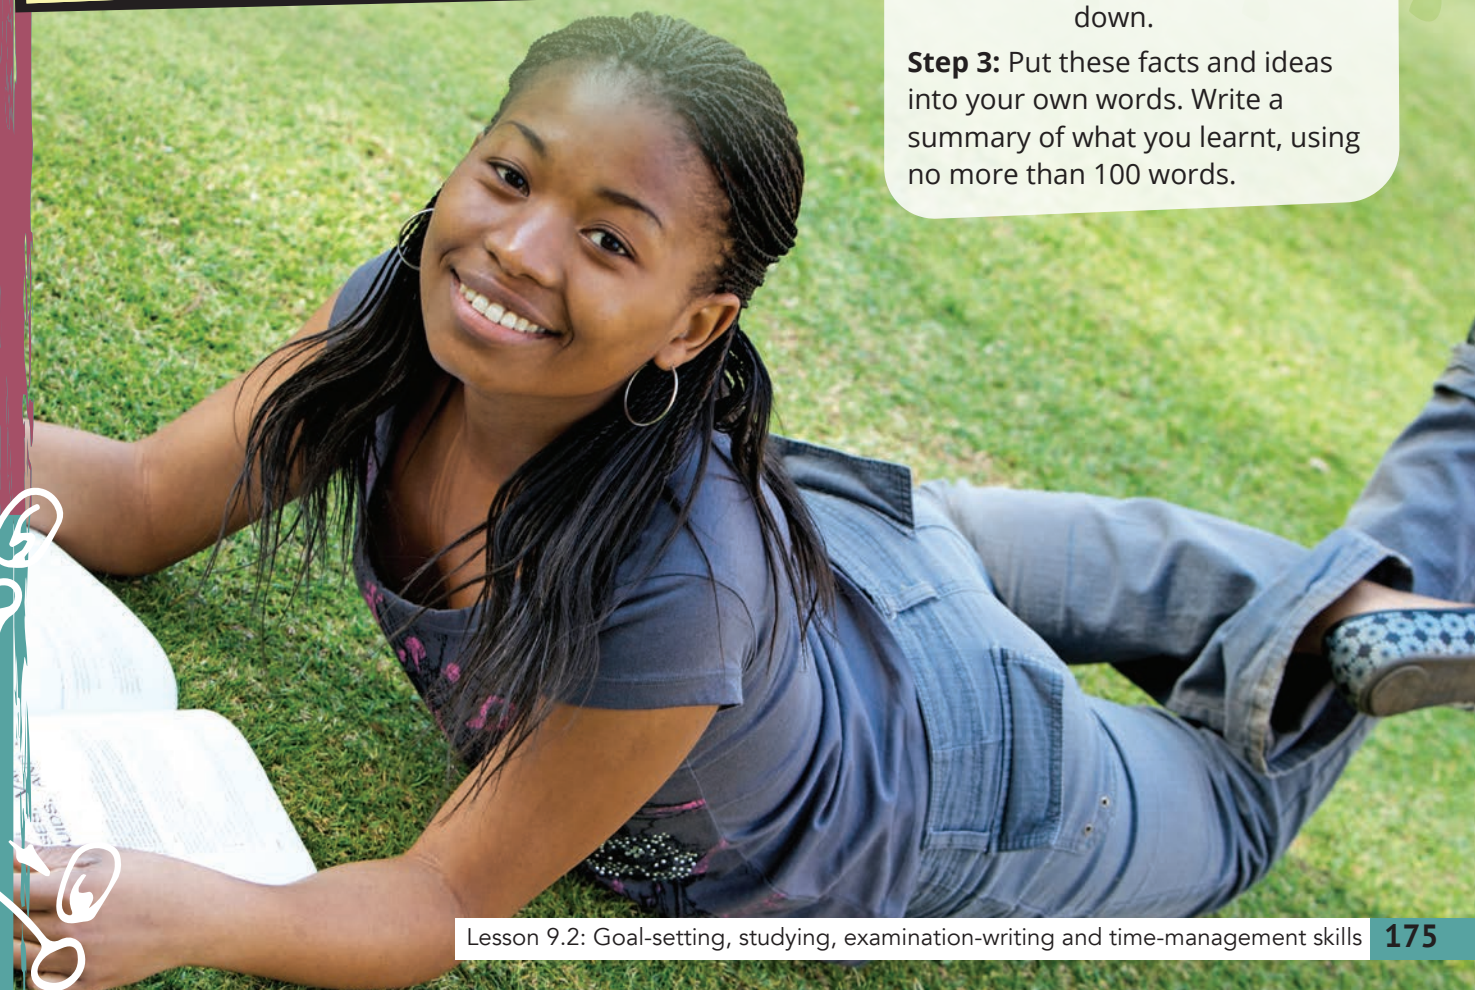 down.
Step 3: Put these facts and ideas
into your own words. Write a
summary of what you learnt, using
no more than 100 words.
Lesson 9.2: Goal-setting, studying, examination-writing and time-management skills 175